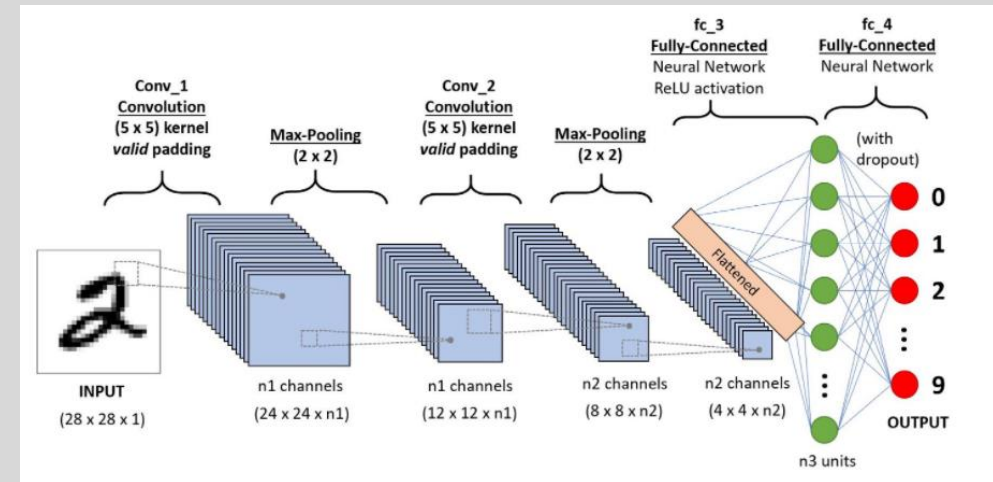 Conv_1
Convolution
(5 x 5) kernel
valid padding
Max-Pooling
(2 x 2)
Conv_2
Convolution
(5 x 5) kernel
valid padding
Max-Pooling
(2 x 2)
fc_3
Fully-Connected
Neural Network
ReLU activation
fc_4
Fully-Connected
Neural Network
(with
dropout)
Flattened
0
1
2
9
OUTPUT
2
INPUT
(28 x 28 x 1)
n1 channels
(24 x 24 x n1)
n1 channels
(12 x 12 x n1)
n2 channels
(8 x 8 x n2)
n2 channels
(4 x 4 x n2)
n3 units